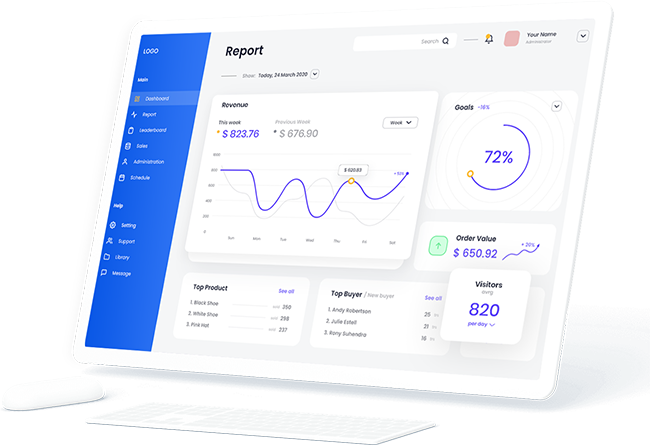 LOGO
Main
Dashboard
Report
Leaderboard
Sales
Administration
Schedule
Help
Setting
Support
Library
Message
Report
Search
Your Name
Administrator
Show: Today, 24 March 2020
Revenue
This week
$ 823.76
Previous Week
$ 676.90
Week
1000
800
600
400
200
0
$ 620.83
Sun
Mon
Tue
Wed
Thu
Fri
SUT
Goals -16%
72%
Order Value
$ 650.92
+ 20%
Top Product
See all
1. Black Shoe
350
2. White Shoe
298
3. Pink Hat
237
Top Buyer / New buyer
See all
1. Andy Robertson
25
2. Julie Estell
21
3. Rony Suhendra
16
Visitors
Avrg
820
per day